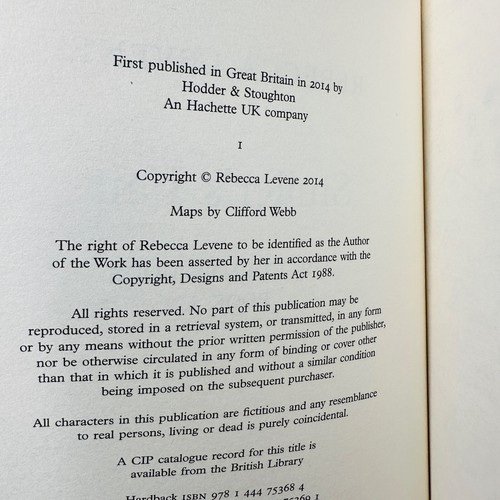 First published in Great Britain in 2014 by
Hodder & Stoughton
An Hachette UK company
1
Copyright © Rebecca Levene 2014
Maps by Clifford Webb
The right of Rebecca Levene to be identified as the Author
of the Work has been asserted by her in accordance with the
Copyright, Designs and Patents Act 1988.
All rights reserved. No part of this publication may be
reproduced, stored in a retrieval system, or transmitted, in any form
or by any means without the prior written permission of the publisher,
nor be otherwise circulated in any form of binding or cover other
than that in which it is published and without a similar condition
being imposed on the subsequent purchaser.
All characters in this publication are fictitious and any resemblance
to real persons, living or dead is purely coincidental.
A CIP catalogue record for this title is
available from the British Library
Hardback ISBN 978 1 444 75368 4